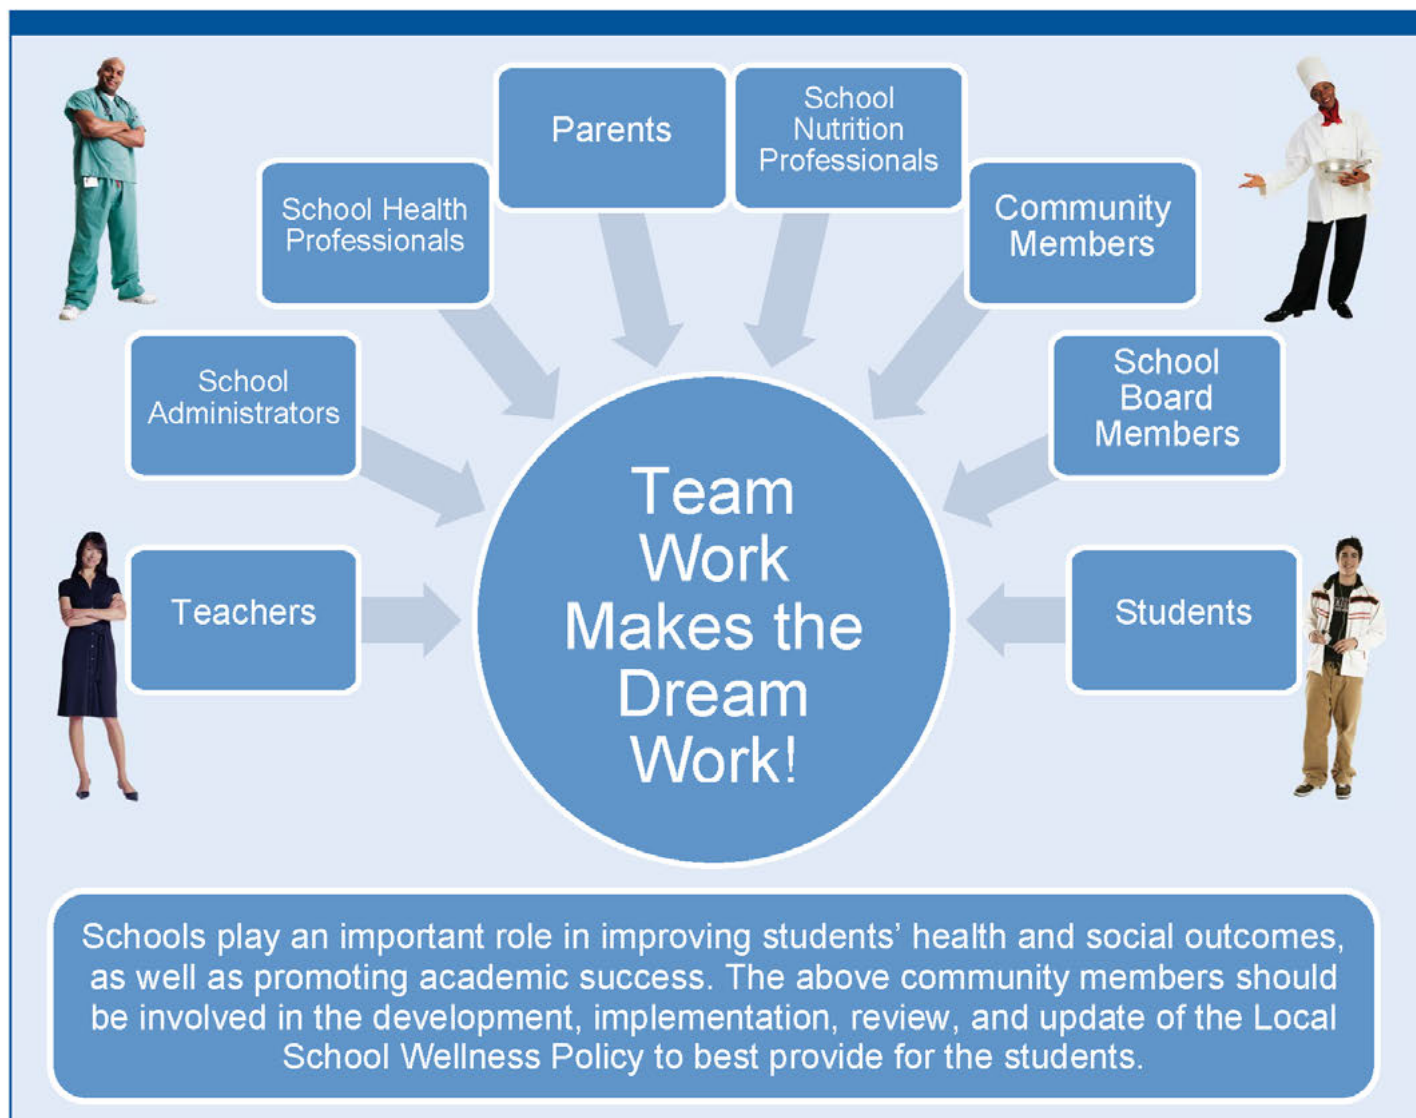 Parents
School
Nutrition
Professionals
School Health
Professionals
Community
Members
School
Administrators
School
Board
Members
Teachers
Students
Team
Work
Makes the
Dream
Work!
Schools play an important role in improving students’ health and social outcomes,
as well as promoting academic success. The above community members should
be involved in the development, implementation, review, and update of the Local
School Wellness Policy to best provide for the students.